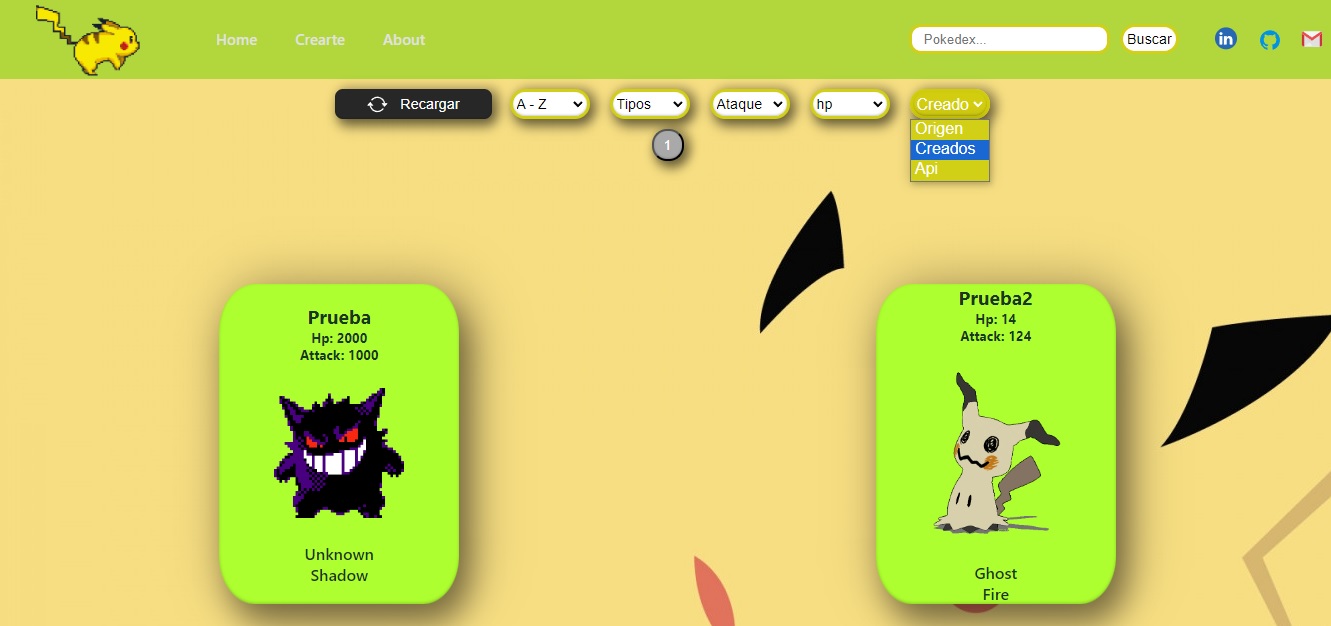 Home Crearte About Pokedex... Buscar in
Recargar A - Z Tipos Ataque hp Creado
Origen
Creados
Api
1
Prueba
Hp: 2000
Attack: 1000
Unknown
Shadow
Prueba2
Hp: 14
Attack: 124
Ghost
Fire